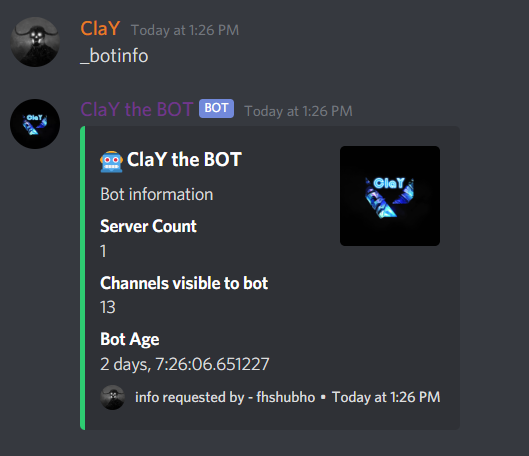 ClaY Today at 1:26 PM
_botinfo
ClaY the BOT BOT Today at 1:26 PM
🤖 ClaY the BOT
ClaY
ClaY
Bot information
Server Count
1
Channels visible to bot
13
Bot Age
2 days, 7:26:06.651227
info requested by - fhshubho • Today at 1:26 PM